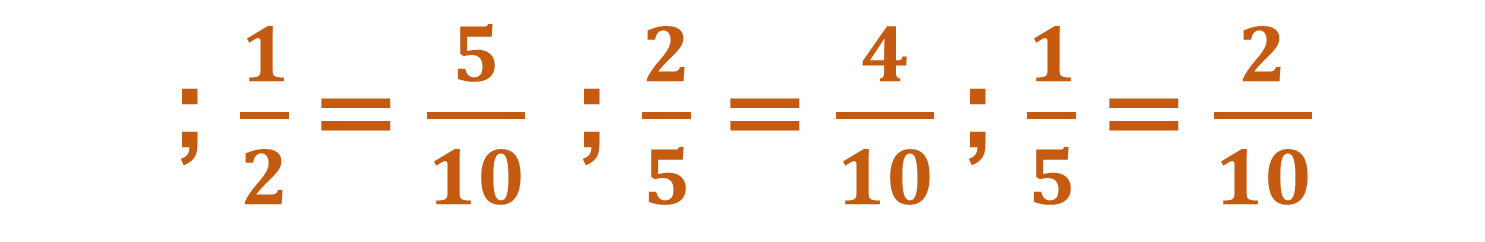 ; 1/2 = 5/10 ; 2/5 = 4/10 ; 1/5 = 2/10